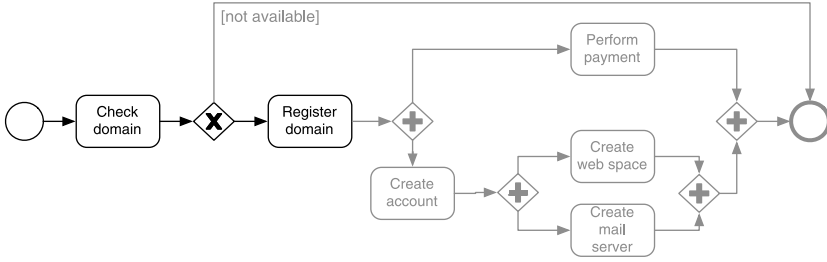 [not available]
Check
domain
Register
domain
Perform
payment
Create
account
Create
web space
Create
mail
server